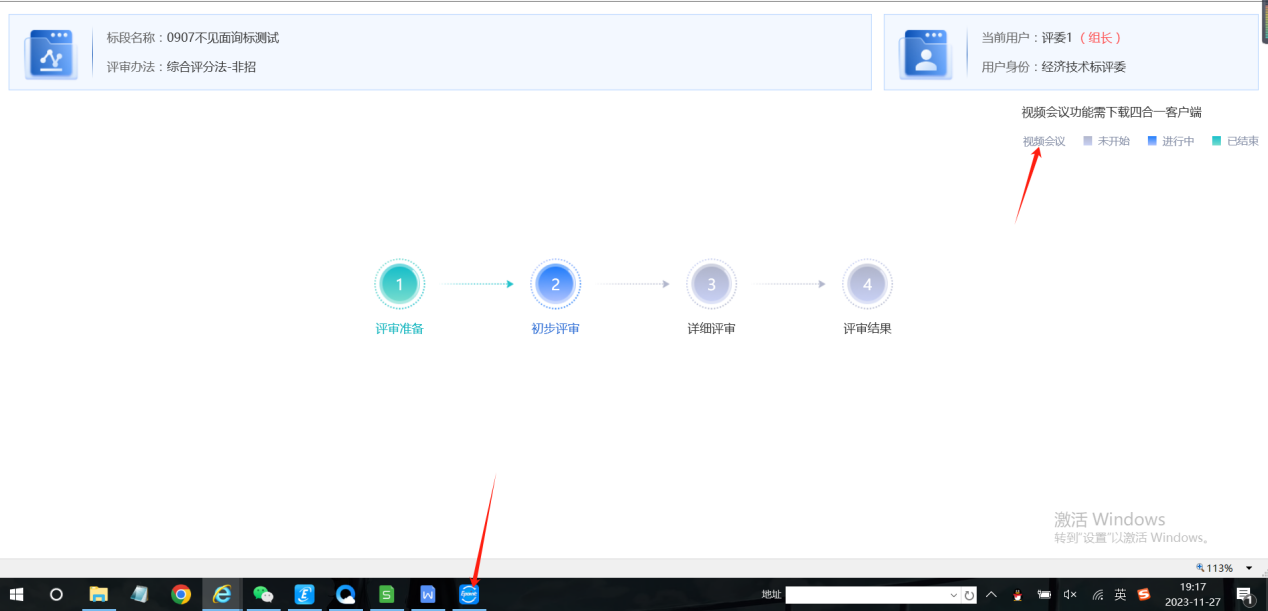 标段名称：0907不见面询标测试
评审办法：综合评分法-非招
当前用户：评委1（组长）
用户身份：经济技术标评委
视频会议功能需下载四合一客户端
视频会议 未开始 进行中 已结束
1 2 3 4
评审准备 初步评审 详细评审 评审结果
激活 Windows
转到"设置"以激活 Windows。
113%
地址 英 19:17
2023-11-27
1